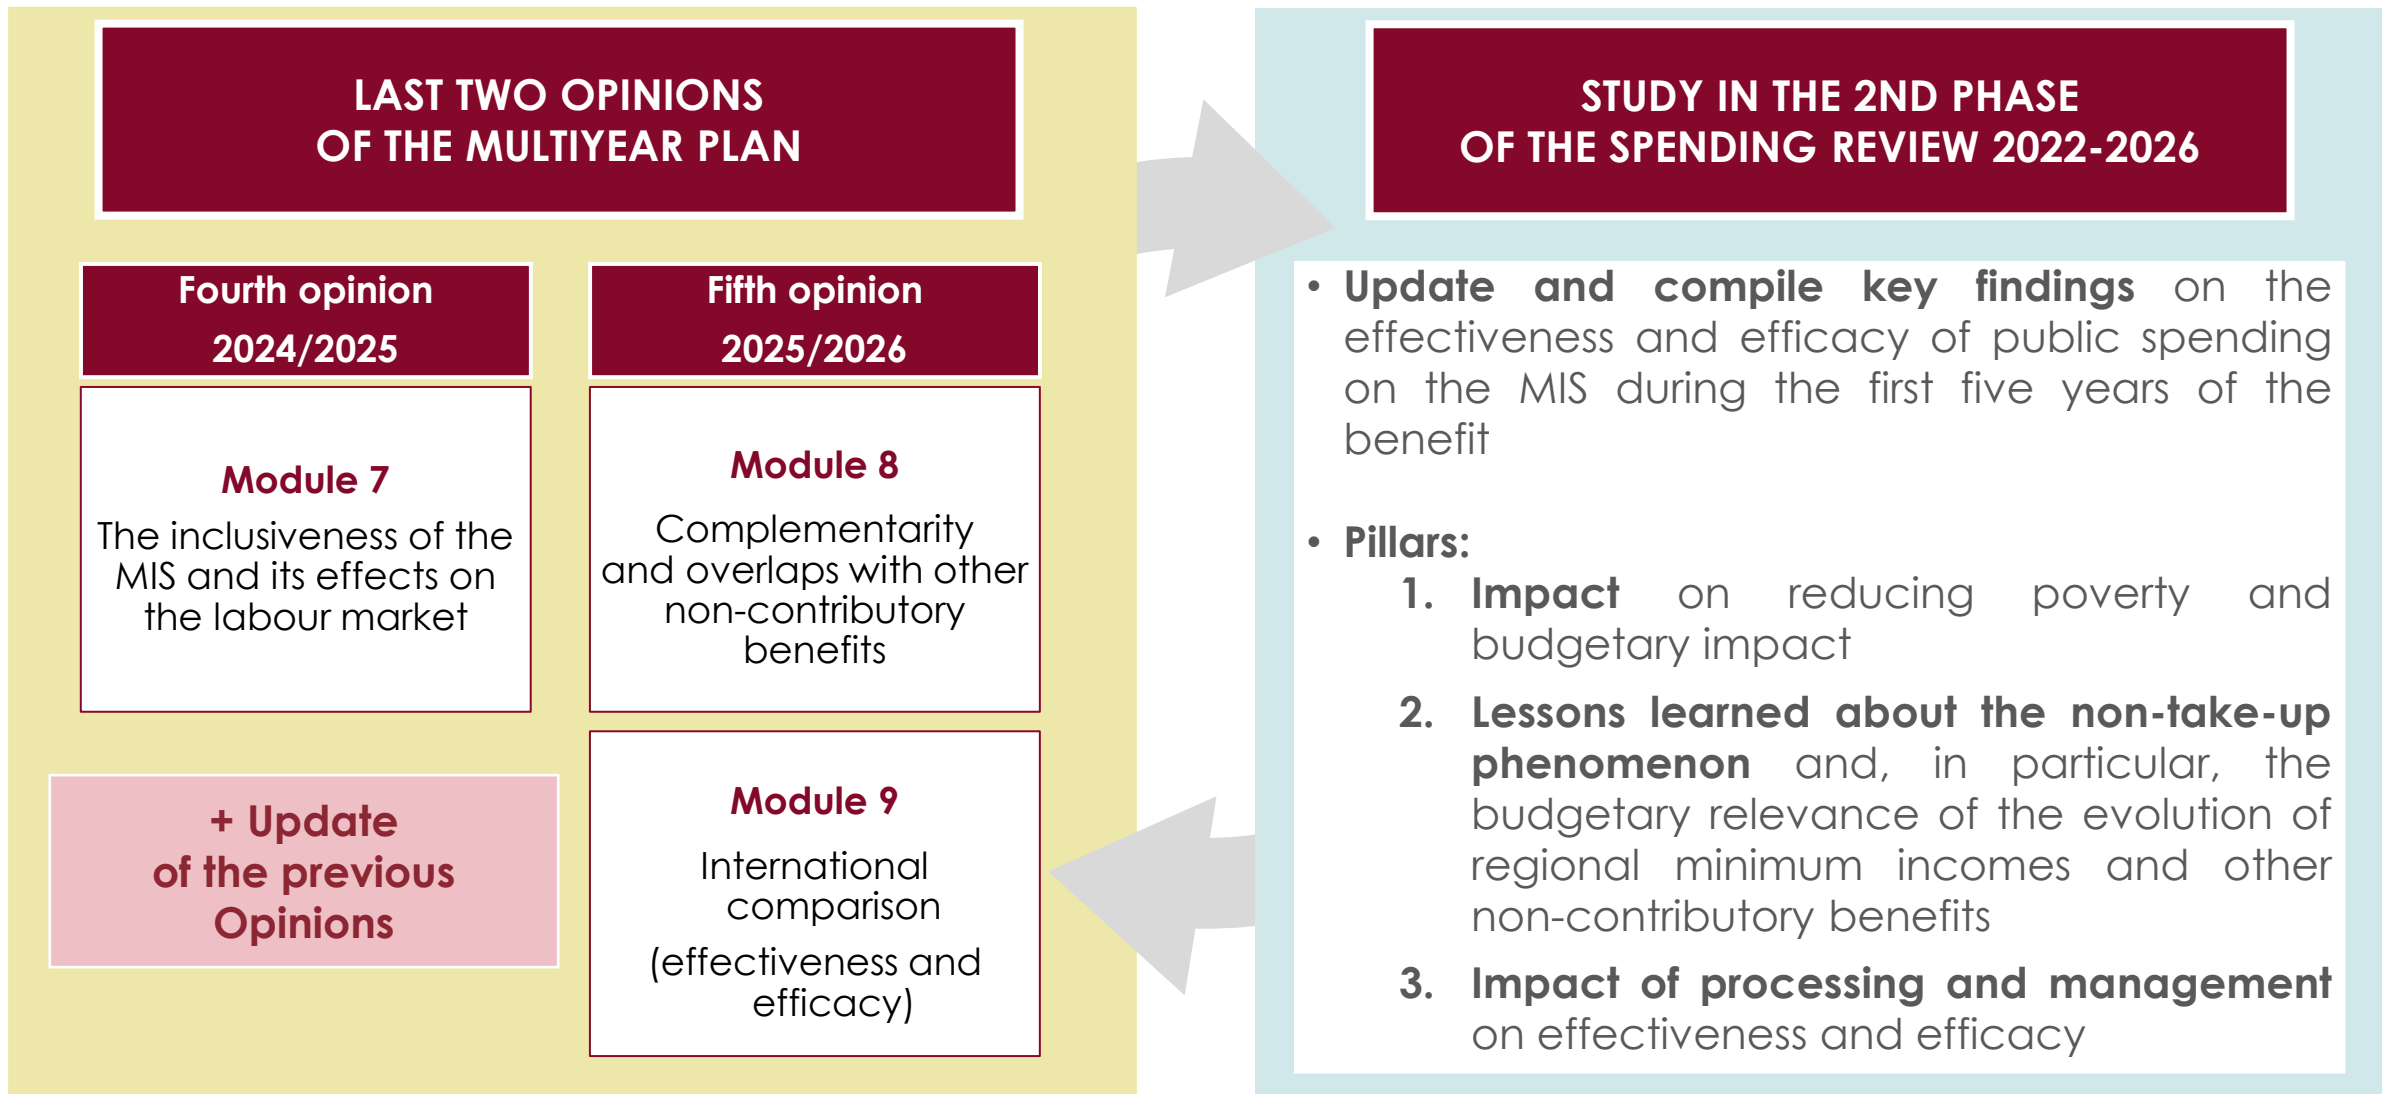 LAST TWO OPINIONS
OF THE MULTIYEAR PLAN
Fourth opinion
2024/2025
Module 7
The inclusiveness of the
MIS and its effects on
the labour market
+ Update
of the previous
Opinions
Fifth opinion
2025/2026
Module 8
Complementarity
and overlaps with other
non-contributory
benefits
Module 9
International
comparison
(effectiveness and
efficacy)
STUDY IN THE 2ND PHASE
OF THE SPENDING REVIEW 2022-2026
• Update and compile key findings on the
effectiveness and efficacy of public spending
on the MIS during the first five years of the
benefit
• Pillars:
1. Impact on reducing poverty and
budgetary impact
2. Lessons learned about the non-take-up
phenomenon and, in particular, the
budgetary relevance of the evolution of
regional minimum incomes and other
non-contributory benefits
3. Impact of processing and management
on effectiveness and efficacy